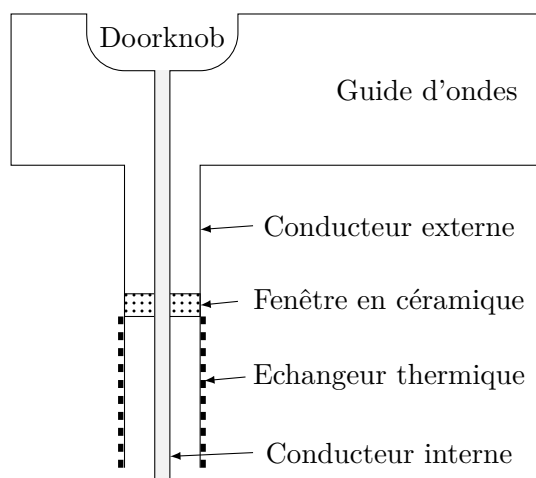 Doorknob
Guide d'ondes
Conducteur externe
Fenêtre en céramique
Echangeur thermique
Conducteur interne